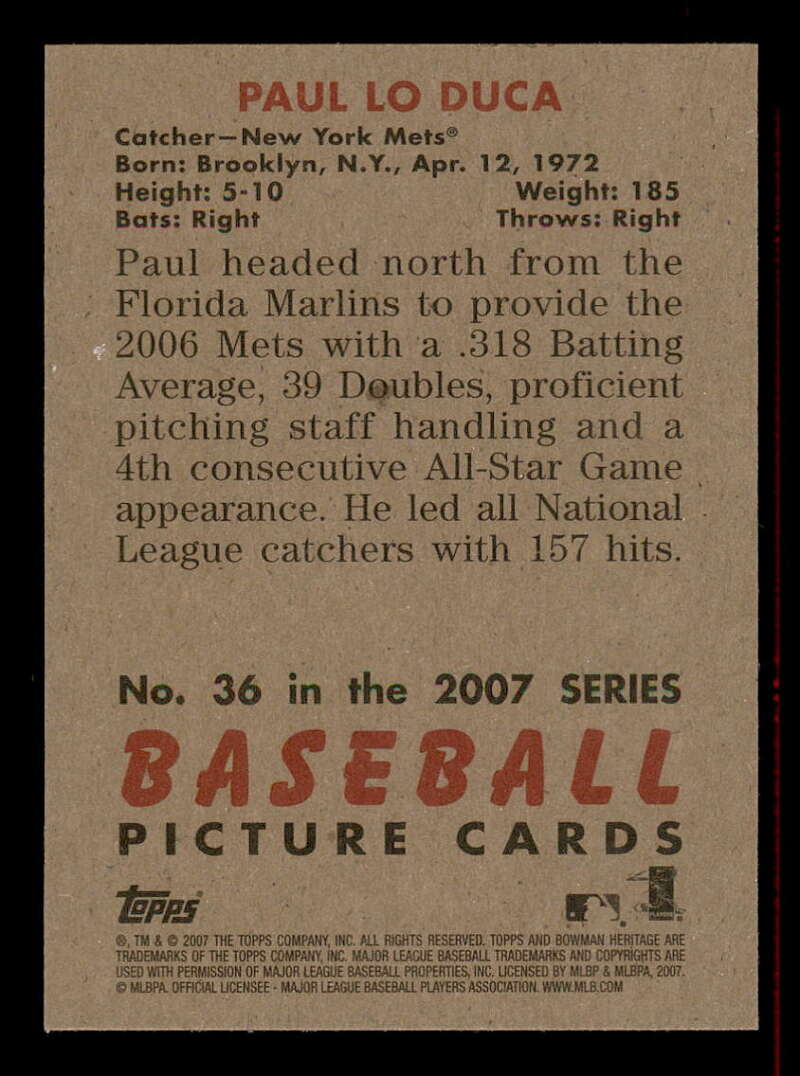 PAUL LO DUCA
Catcher—New York Mets®
Born: Brooklyn, N.Y., Apr. 12, 1972
Height: 5-10 Weight: 185
Bats: Right Throws: Right
Paul headed north from the
Florida Marlins to provide the
2006 Mets with a .318 Batting
Average, 39 Doubles, proficient
pitching staff handling and a
4th consecutive All-Star Game
appearance. He led all National
League catchers with 157 hits.
No. 36 in the 2007 SERIES
BASEBALL
PICTURE CARDS
Topps
®, TM & © 2007 THE TOPPS COMPANY, INC. ALL RIGHTS RESERVED. TOPPS AND BOWMAN HERITAGE ARE
TRADEMARKS OF THE TOPPS COMPANY, INC. MAJOR LEAGUE BASEBALL TRADEMARKS AND COPYRIGHTS ARE
USED WITH PERMISSION OF MAJOR LEAGUE BASEBALL PROPERTIES, INC. LICENSED BY MLBP & MLBPA, 2007.
© MLBPA. OFFICIAL LICENSEE - MAJOR LEAGUE BASEBALL PLAYERS ASSOCIATION. WWW.MLB.COM